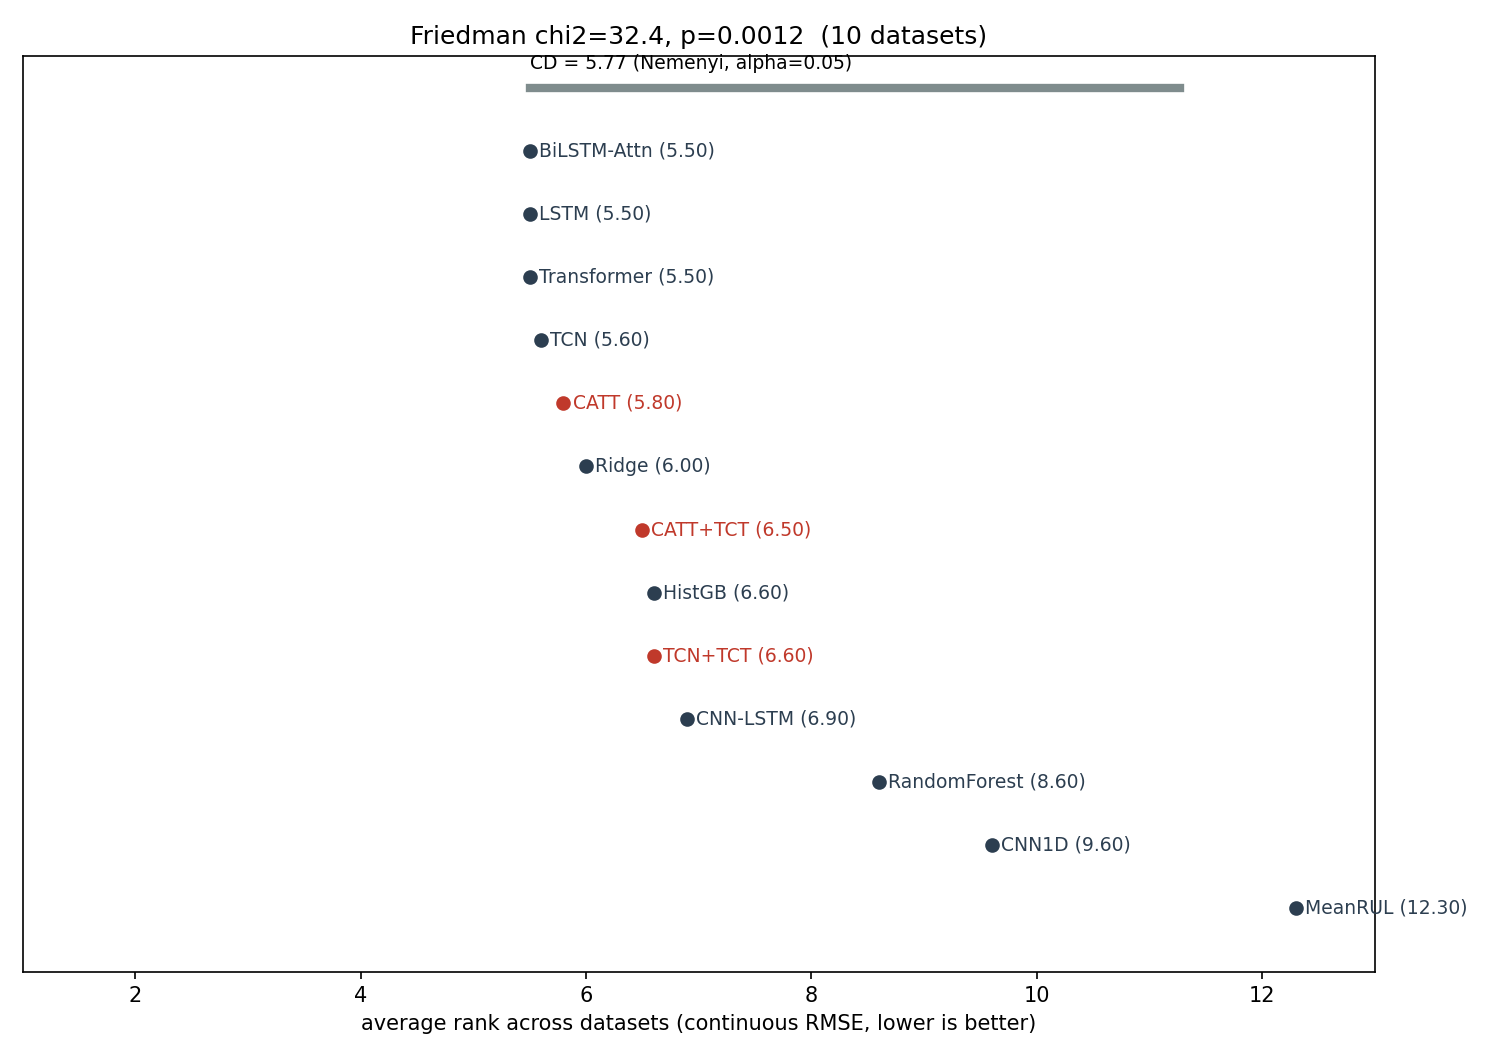 Friedman chi2=32.4, p=0.0012  (10 datasets)
CD = 5.77 (Nemenyi, alpha=0.05)
BiLSTM-Attn (5.50)
LSTM (5.50)
Transformer (5.50)
TCN (5.60)
CATT (5.80)
Ridge (6.00)
CATT+TCT (6.50)
HistGB (6.60)
TCN+TCT (6.60)
CNN-LSTM (6.90)
RandomForest (8.60)
CNN1D (9.60)
MeanRUL (12.30)
2 4 6 8 10 12
average rank across datasets (continuous RMSE, lower is better)